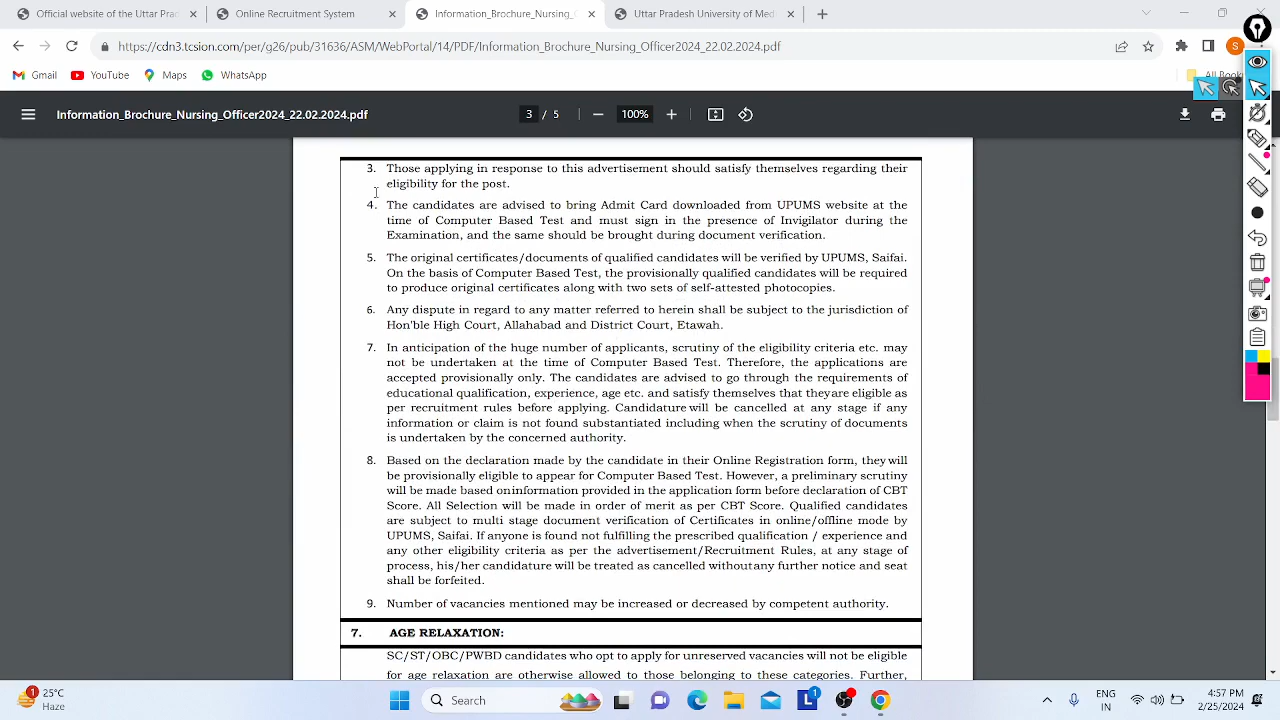 Official website of the Uttar Prad
Online Recruitment System
Information_Brochure_Nursing_O
Uttar Pradesh University of Med
https://cdn3.tcsion.com/per/g26/pub/31636/ASM/WebPortal/14/PDF/Information_Brochure_Nursing_Officer2024_22.02.2024.pdf
S
Gmail
YouTube
Maps
WhatsApp
All Book
Information_Brochure_Nursing_Officer2024_22.02.2024.pdf
3 / 5
100%
3. Those applying in response to this advertisement should satisfy themselves regarding their
eligibility for the post.
4. The candidates are advised to bring Admit Card downloaded from UPUMS website at the
time of Computer Based Test and must sign in the presence of Invigilator during the
Examination, and the same should be brought during document verification.
5. The original certificates/documents of qualified candidates will be verified by UPUMS, Saifai.
On the basis of Computer Based Test, the provisionally qualified candidates will be required
to produce original certificates along with two sets of self-attested photocopies.
6. Any dispute in regard to any matter referred to herein shall be subject to the jurisdiction of
Hon'ble High Court, Allahabad and District Court, Etawah.
7. In anticipation of the huge number of applicants, scrutiny of the eligibility criteria etc. may
not be undertaken at the time of Computer Based Test. Therefore, the applications are
accepted provisionally only. The candidates are advised to go through the requirements of
educational qualification, experience, age etc. and satisfy themselves that theyare eligible as
per recruitment rules before applying. Candidature will be cancelled at any stage if any
information or claim is not found substantiated including when the scrutiny of documents
is undertaken by the concerned authority.
8. Based on the declaration made by the candidate in their Online Registration form, they will
be provisionally eligible to appear for Computer Based Test. However, a preliminary scrutiny
will be made based oninformation provided in the application form before declaration of CBT
Score. All Selection will be made in order of merit as per CBT Score. Qualified candidates
are subject to multi stage document verification of Certificates in online/offline mode by
UPUMS, Saifai. If anyone is found not fulfilling the prescribed qualification / experience and
any other eligibility criteria as per the advertisement/Recruitment Rules, at any stage of
process, his/her candidature will be treated as cancelled withoutany further notice and seat
shall be forfeited.
9. Number of vacancies mentioned may be increased or decreased by competent authority.
7. AGE RELAXATION:
SC/ST/OBC/PWBD candidates who opt to apply for unreserved vacancies will not be eligible
for age relaxation are otherwise allowed to those belonging to these categories. Further,
1
25°C
Haze
Search
L
1
ENG
IN
4:57 PM
2/25/2024